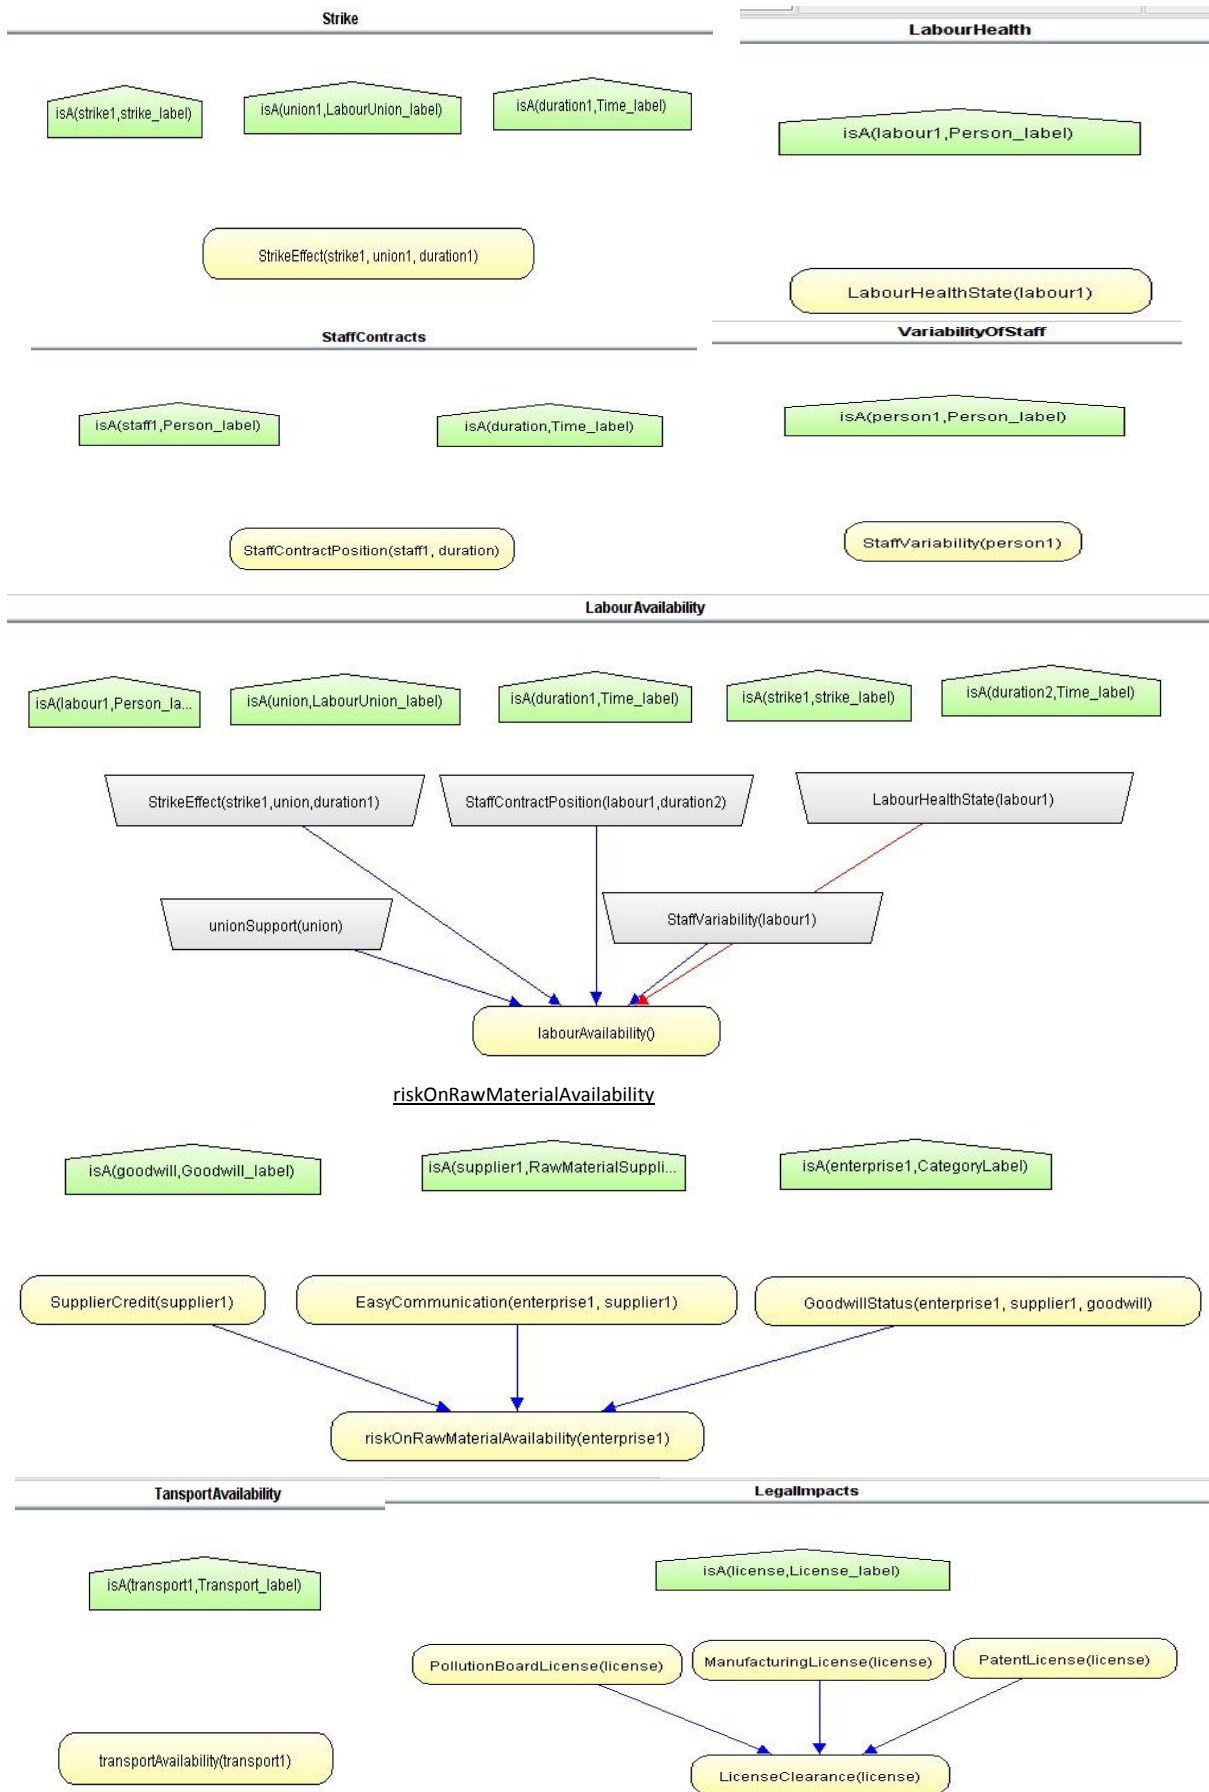 Strike
LabourHealth
isA(strike1,strike_label)
isA(union1,LabourUnion_label)
isA(duration1,Time_label)
isA(labour1,Person_label)
StrikeEffect(strike1, union1, duration1)
LabourHealthState(labour1)
StaffContracts
VariabilityOfStaff
isA(staff1,Person_label)
isA(duration,Time_label)
isA(person1,Person_label)
StaffContractPosition(staff1, duration)
StaffVariability(person1)
LabourAvailability
isA(labour1,Person_la...
isA(union,LabourUnion_label)
isA(duration1,Time_label)
isA(strike1,strike_label)
isA(duration2,Time_label)
StrikeEffect(strike1,union,duration1)
StaffContractPosition(labour1,duration2)
LabourHealthState(labour1)
unionSupport(union)
StaffVariability(labour1)
labourAvailability()
riskOnRawMaterialAvailability
isA(goodwill,Goodwill_label)
isA(supplier1,RawMaterialSuppli...
isA(enterprise1,CategoryLabel)
SupplierCredit(supplier1)
EasyCommunication(enterprise1, supplier1)
GoodwillStatus(enterprise1, supplier1, goodwill)
riskOnRawMaterialAvailability(enterprise1)
TansportAvailability
LegalImpacts
isA(transport1,Transport_label)
isA(license,License_label)
PollutionBoardLicense(license)
ManufacturingLicense(license)
PatentLicense(license)
transportAvailability(transport1)
LicenseClearance(license)